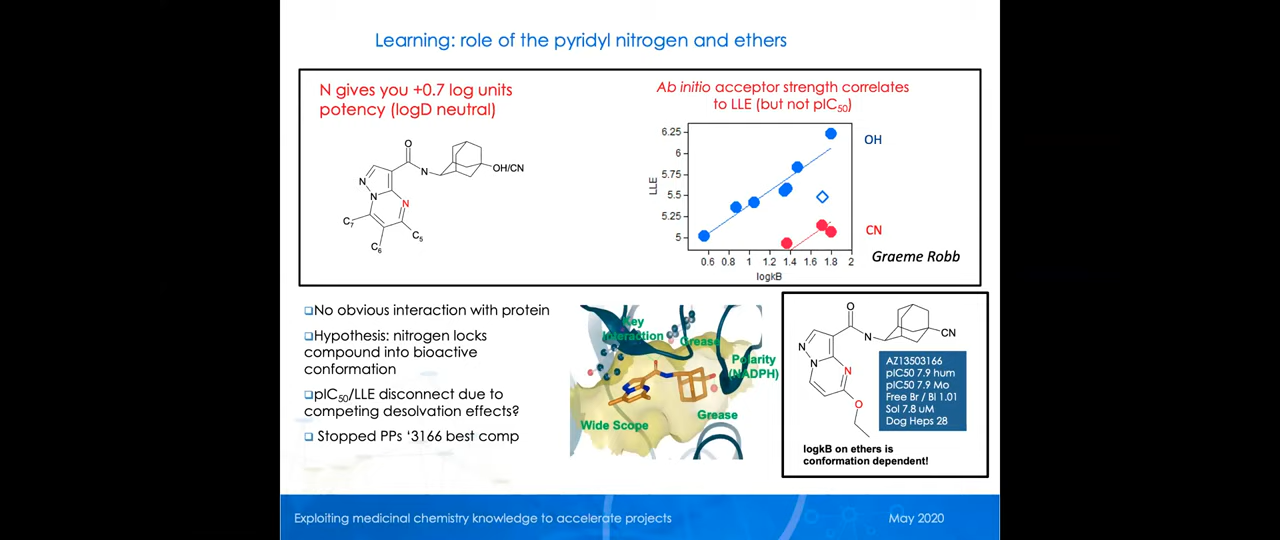 Learning: role of the pyridyl nitrogen and ethers
N gives you +0.7 log units
potency (logD neutral)
O
N
OH/CN
N
N
N
C7
C6
C5
Ab initio acceptor strength correlates
to LLE (but not pIC50)
6.25
6
5.75
5.5
5.25
5
LLE
0.6 0.8 1 1.2 1.4 1.6 1.8 2
logkB
OH
CN
Graeme Robb
❑No obvious interaction with protein
❑Hypothesis: nitrogen locks
compound into bioactive
conformation
❑pIC50/LLE disconnect due to
competing desolvation effects?
❑ Stopped PPs ‘3166 best comp
Key
Interaction
Grease
Polarity
(NADPH)
Grease
Wide Scope
O
N
CN
N
N
N
O
AZ13503166
pIC50 7.9 hum
pIC50 7.9 Mo
Free Br / Bl 1.01
Sol 7.8 uM
Dog Heps 28
logkB on ethers is
conformation dependent!
Exploiting medicinal chemistry knowledge to accelerate projects
May 2020